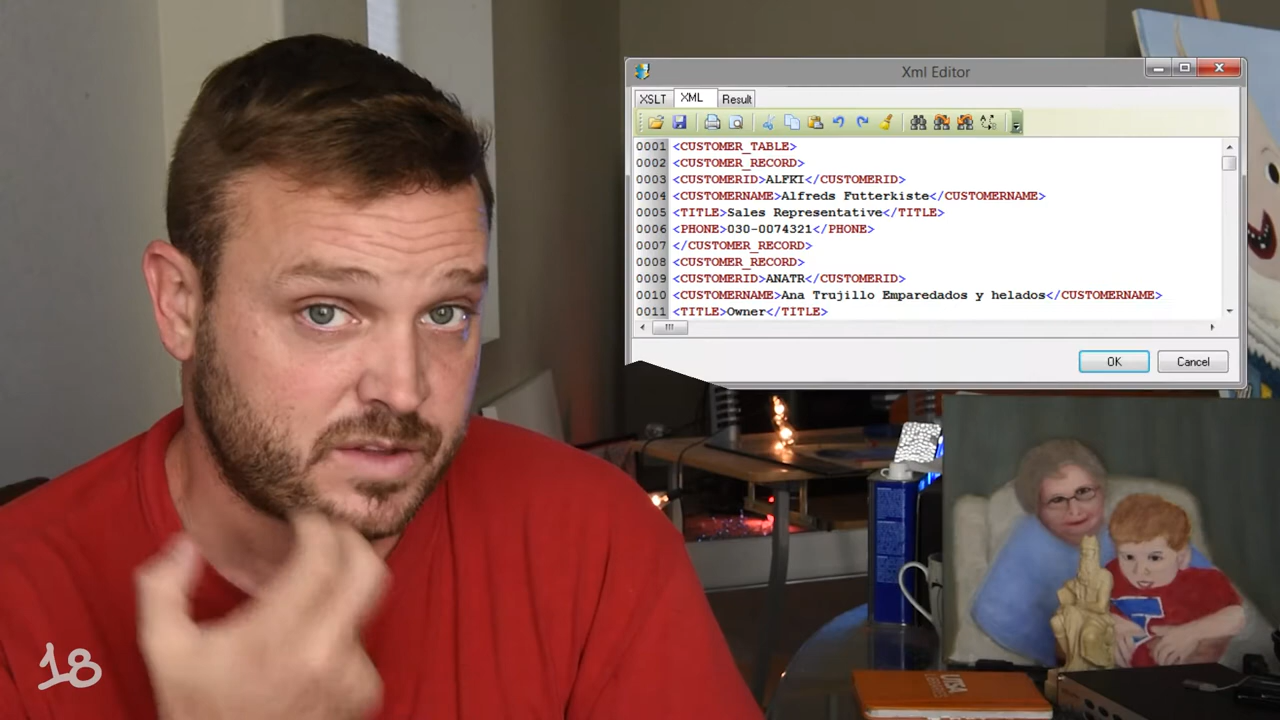 Xml Editor
XSLT XML Result
0001 <CUSTOMER_TABLE>
0002 <CUSTOMER_RECORD>
0003 <CUSTOMERID>ALFKI</CUSTOMERID>
0004 <CUSTOMERNAME>Alfreds Futterkiste</CUSTOMERNAME>
0005 <TITLE>Sales Representative</TITLE>
0006 <PHONE>030-0074321</PHONE>
0007 </CUSTOMER_RECORD>
0008 <CUSTOMER_RECORD>
0009 <CUSTOMERID>ANATR</CUSTOMERID>
0010 <CUSTOMERNAME>Ana Trujillo Emparedados y helados</CUSTOMERNAME>
0011 <TITLE>Owner</TITLE>
OK Cancel
18
UTSA